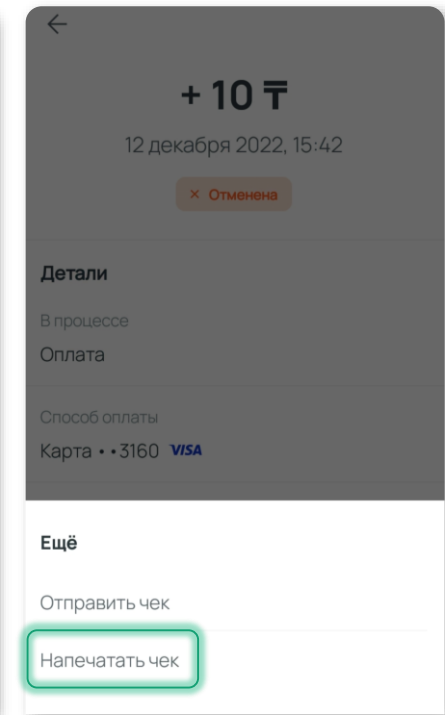 + 10 ₸
12 декабря 2022, 15:42
× Отменена
Детали
В процессе
Оплата
Способ оплаты
Карта • • 3160 VISA
Ещё
Отправить чек
Напечатать чек